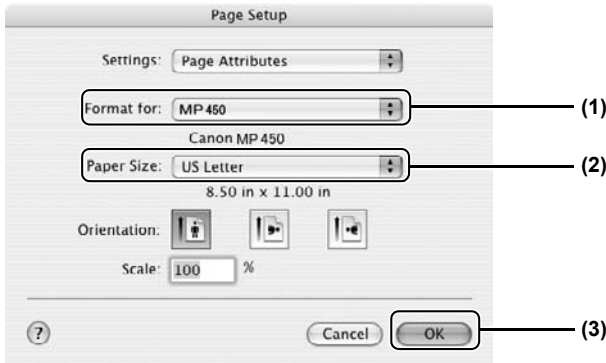 Page Setup
Settings: Page Attributes
Format for: MP 450 (1)
Canon MP 450
Paper Size: US Letter (2)
8.50 in x 11.00 in
Orientation:
Scale: 100 %
? Cancel OK (3)